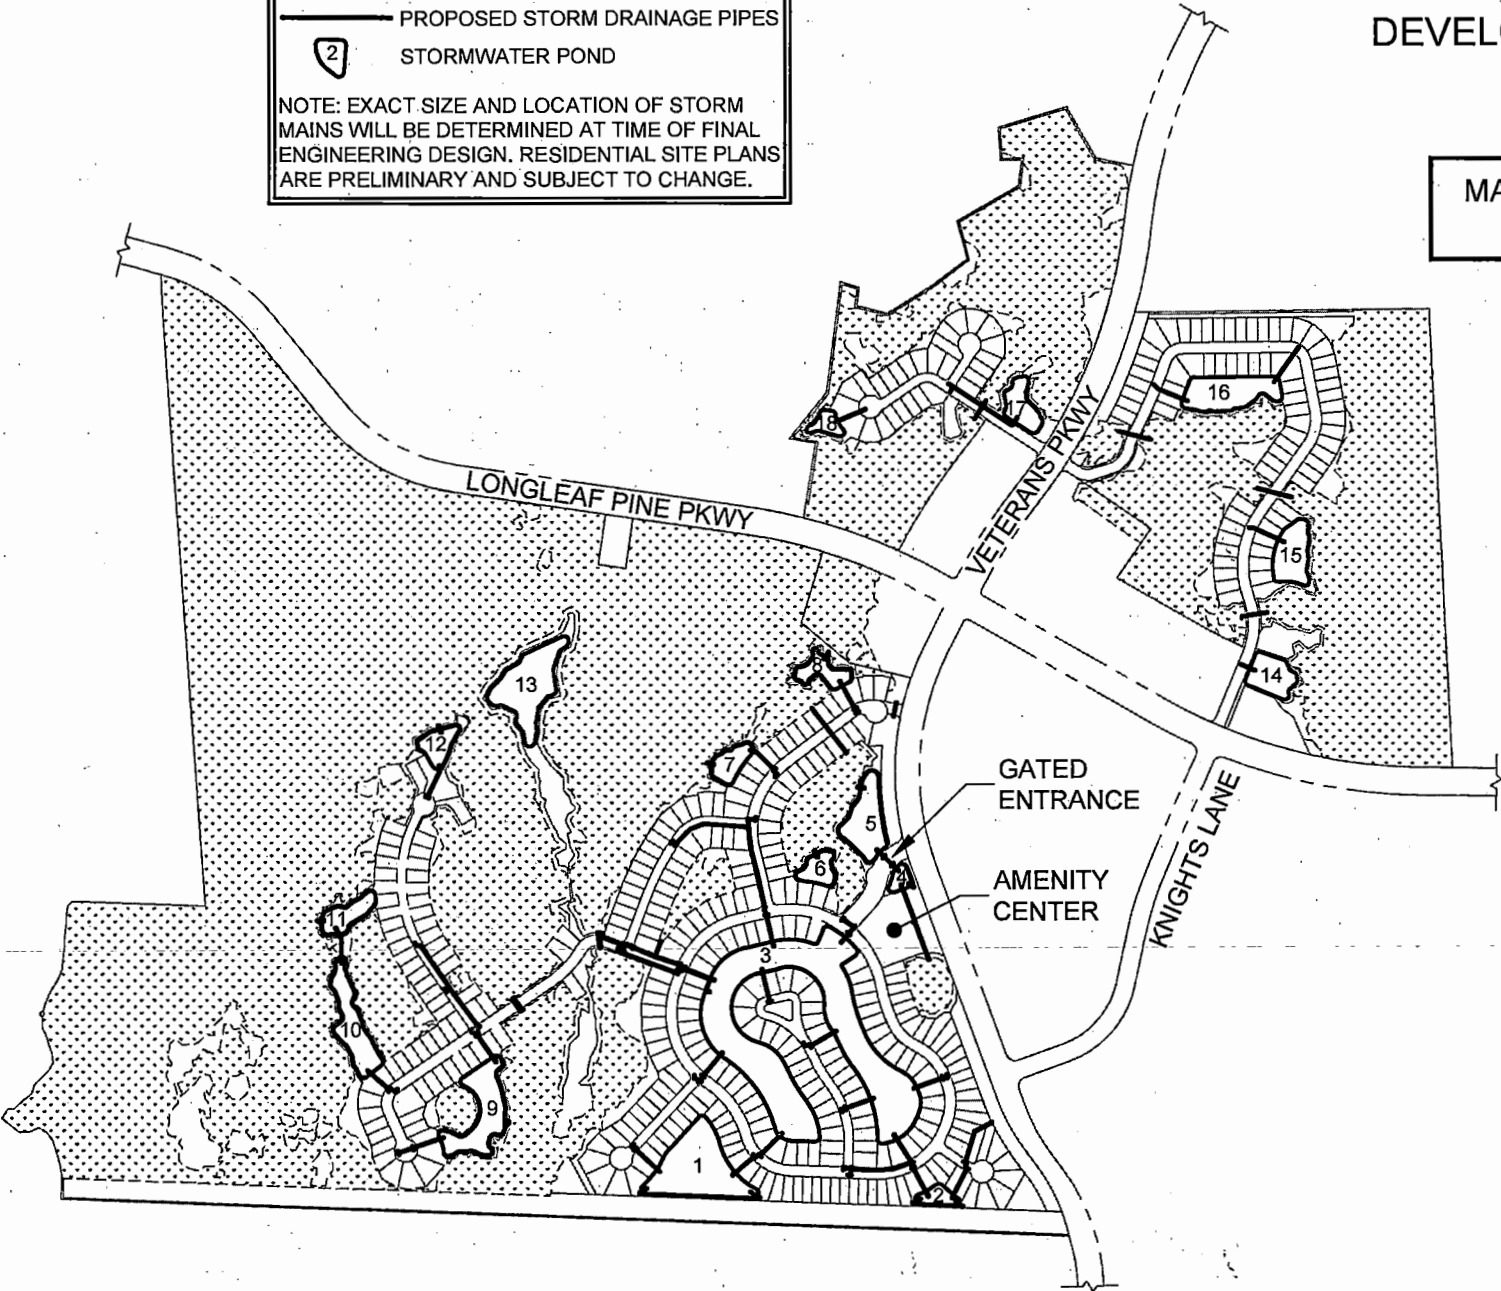 PROPOSED STORM DRAINAGE PIPES
2
STORMWATER POND
NOTE: EXACT SIZE AND LOCATION OF STORM
MAINS WILL BE DETERMINED AT TIME OF FINAL
ENGINEERING DESIGN. RESIDENTIAL SITE PLANS
ARE PRELIMINARY AND SUBJECT TO CHANGE.
DEVEL
MA
16
17
18
LONGLEAF PINE PKWY
VETERANS PKWY
15
14
8
13
12
7
GATED
ENTRANCE
5
6
4
AMENITY
CENTER
KNIGHTS LANE
11
3
10
9
1
2